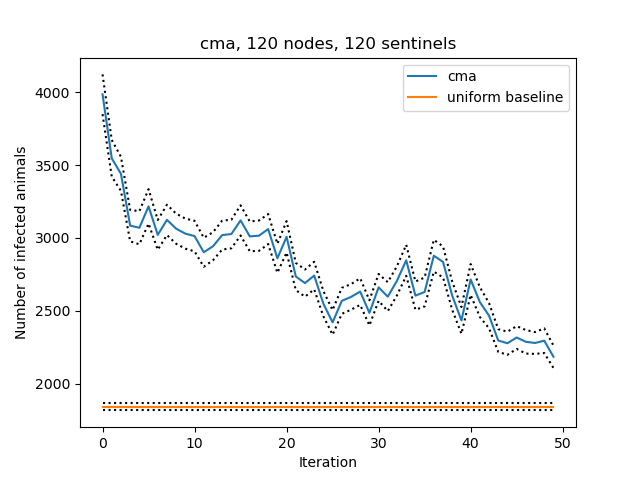 cma, 120 nodes, 120 sentinels
cma
uniform baseline
Number of infected animals
4000
3500
3000
2500
2000
0 10 20 30 40 50
Iteration